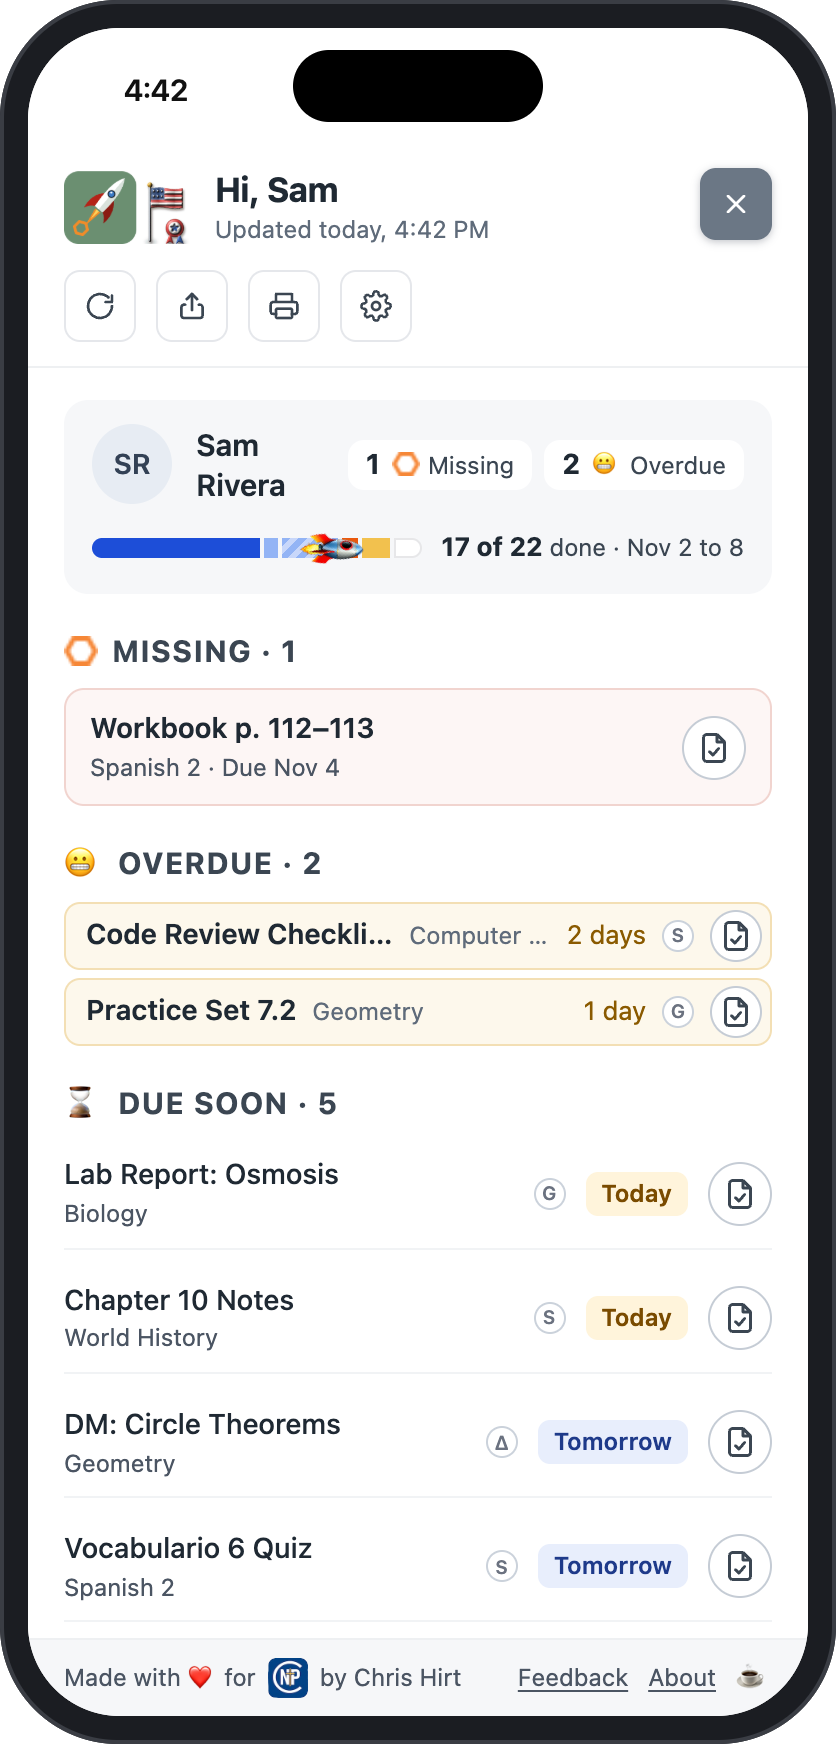 4:42
Hi, Sam
Updated today, 4:42 PM
SR
Sam Rivera
1 Missing
2 Overdue
17 of 22 done · Nov 2 to 8
MISSING · 1
Workbook p. 112–113
Spanish 2 · Due Nov 4
OVERDUE · 2
Code Review Checkli... Computer ... 2 days S
Practice Set 7.2 Geometry 1 day G
DUE SOON · 5
Lab Report: Osmosis
Biology
G Today
Chapter 10 Notes
World History
S Today
DM: Circle Theorems
Geometry
Δ Tomorrow
Vocabulario 6 Quiz
Spanish 2
S Tomorrow
Made with ❤️ for NP by Chris Hirt Feedback About